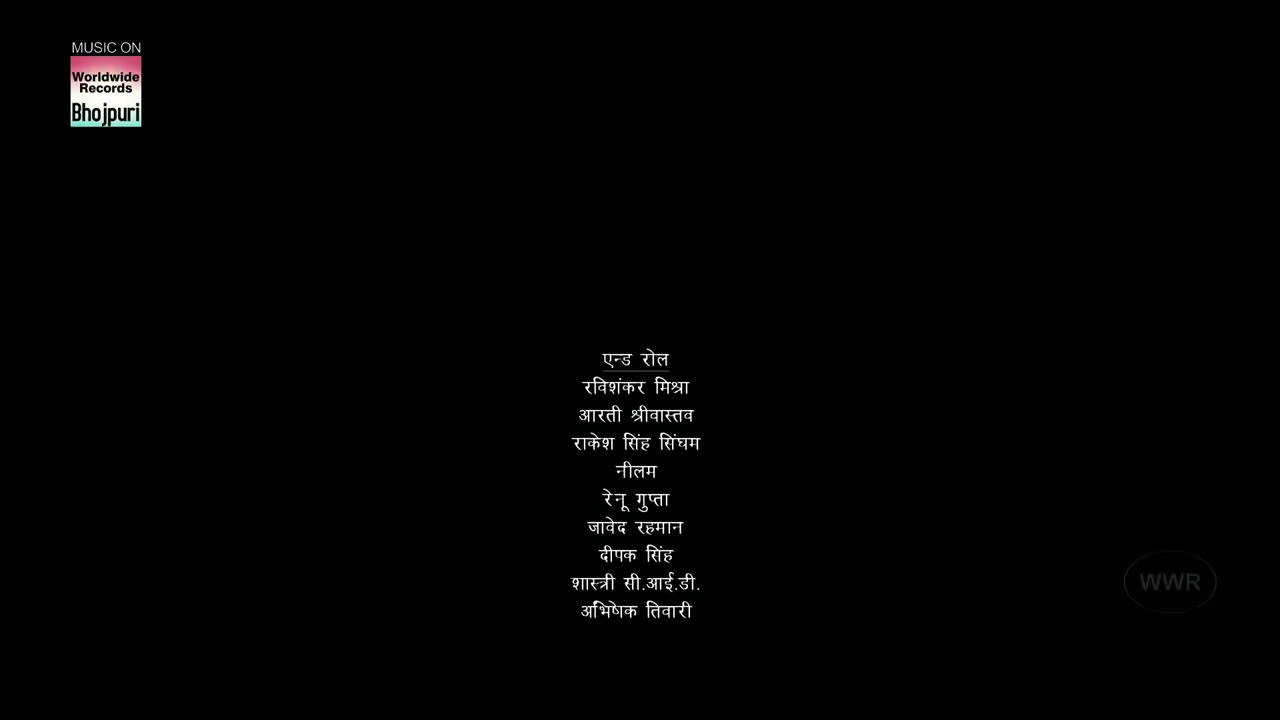 MUSIC ON
Worldwide
Records
Bhojpuri
एन्ड रोल
रविशंकर मिश्रा
आरती श्रीवास्तव
राकेश सिंह सिंघम
नीलम
रेनू गुप्ता
जावेद रहमान
दीपक सिंह
शास्त्री सी.आई.डी.
अभिषेक तिवारी
WWR